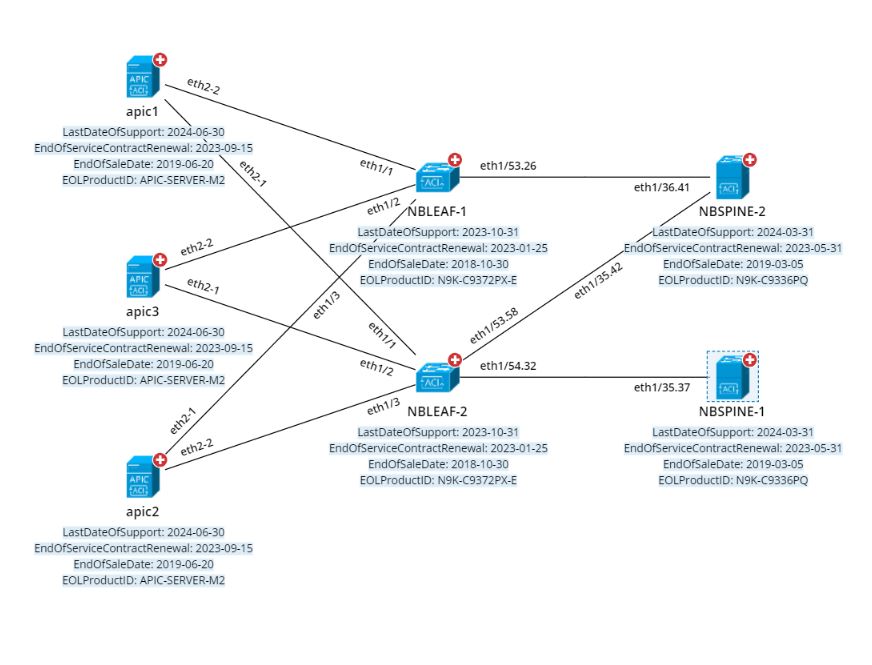 APIC
ACI
apic1
LastDateOfSupport: 2024-06-30
EndOfServiceContractRenewal: 2023-09-15
EndOfSaleDate: 2019-06-20
EOLProductID: APIC-SERVER-M2
eth2-2
eth2-1
eth1/1
eth1/2
ACI
NBLEAF-1
LastDateOfSupport: 2023-10-31
EndOfServiceContractRenewal: 2023-01-25
EndOfSaleDate: 2018-10-30
EOLProductID: N9K-C9372PX-E
eth1/53.26
eth1/36.41
ACI
NBSPINE-2
LastDateOfSupport: 2024-03-31
EndOfServiceContractRenewal: 2023-05-31
EndOfSaleDate: 2019-03-05
EOLProductID: N9K-C9336PQ
eth1/35.42
eth1/53.58
APIC
ACI
apic3
LastDateOfSupport: 2024-06-30
EndOfServiceContractRenewal: 2023-09-15
EndOfSaleDate: 2019-06-20
EOLProductID: APIC-SERVER-M2
eth2-2
eth2-1
eth1/3
eth1/1
eth1/2
eth1/3
ACI
NBLEAF-2
LastDateOfSupport: 2023-10-31
EndOfServiceContractRenewal: 2023-01-25
EndOfSaleDate: 2018-10-30
EOLProductID: N9K-C9372PX-E
eth1/54.32
eth1/35.37
ACI
NBSPINE-1
LastDateOfSupport: 2024-03-31
EndOfServiceContractRenewal: 2023-05-31
EndOfSaleDate: 2019-03-05
EOLProductID: N9K-C9336PQ
eth2-1
eth2-2
APIC
ACI
apic2
LastDateOfSupport: 2024-06-30
EndOfServiceContractRenewal: 2023-09-15
EndOfSaleDate: 2019-06-20
EOLProductID: APIC-SERVER-M2